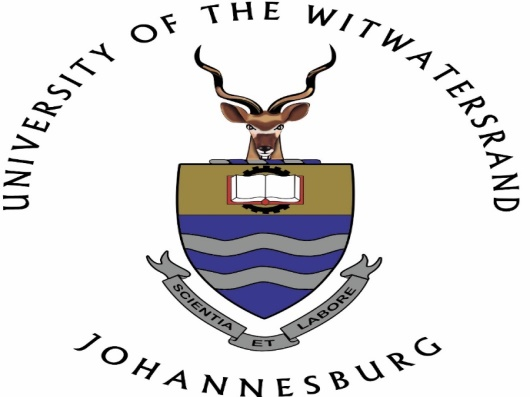 UNIVERSITY OF THE WITWATERSRAND
SCIENTIA ET LABORE
JOHANNESBURG